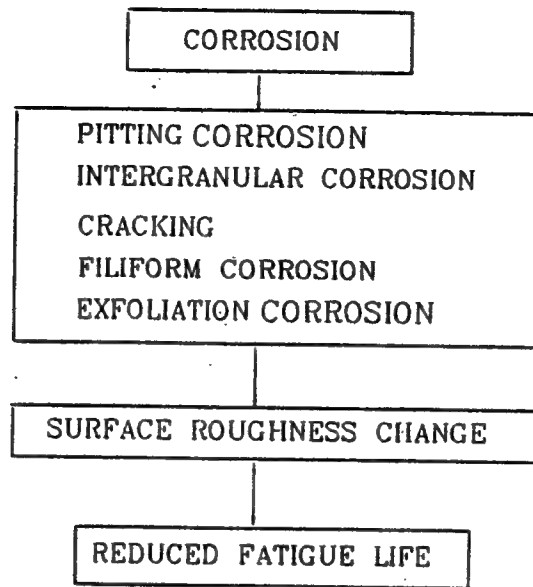 CORROSION
PITTING CORROSION
INTERGRANULAR CORROSION
CRACKING
FILIFORM CORROSION
EXFOLIATION CORROSION
SURFACE ROUGHNESS CHANGE
REDUCED FATIGUE LIFE